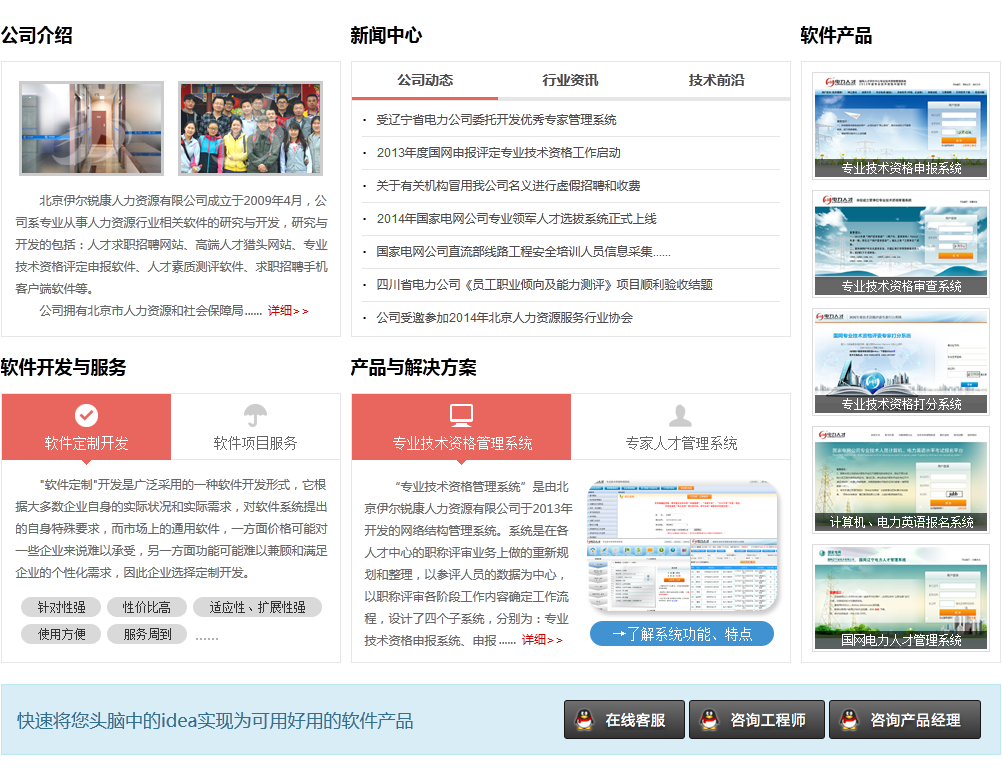 公司介绍
北京伊尔锐康人力资源有限公司成立于2009年4月，公
司系专业从事人力资源行业相关软件的研究与开发，研究与
开发的包括：人才求职招聘网站、高端人才猎头网站、专业
技术资格评定申报软件、人才素质测评软件、求职招聘手机
客户端软件等。
公司拥有北京市人力资源和社会保障局...... 详细>>
新闻中心
公司动态 行业资讯 技术前沿
· 受辽宁省电力公司委托开发优秀专家管理系统
· 2013年度国网申报评定专业技术资格工作启动
· 关于有关机构冒用我公司名义进行虚假招聘和收费
· 2014年国家电网公司专业领军人才选拔系统正式上线
· 国家电网公司直流部线路工程安全培训人员信息采集......
· 四川省电力公司《员工职业倾向及能力测评》项目顺利验收结题
· 公司受邀参加2014年北京人力资源服务行业协会
软件产品
电力人才
专业技术资格申报系统
电力人才
专业技术资格审查系统
电力人才
国网专业技术资格评委专家打分系统
专业技术资格打分系统
电力人才
计算机、电力英语报名系统
国网电力人才管理系统
软件开发与服务
软件定制开发 软件项目服务
"软件定制"开发是广泛采用的一种软件开发形式，它根
据大多数企业自身的实际状况和实际需求，对软件系统提出
的自身特殊要求，而市场上的通用软件，一方面价格可能对
一些企业来说难以承受，另一方面功能可能难以兼顾和满足
企业的个性化需求，因此企业选择定制开发。
针对性强 性价比高 适应性、扩展性强
使用方便 服务周到 ......
产品与解决方案
专业技术资格管理系统 专家人才管理系统
“专业技术资格管理系统”是由北
京伊尔锐康人力资源有限公司于2013年
开发的网络结构管理系统。系统是在各
人才中心的职称评审业务上做的重新规
划和整理，以参评人员的数据为中心，
以职称评审各阶段工作内容确定工作流
程，设计了四个子系统，分别为：专业
技术资格申报系统、申报...... 详细>>
→了解系统功能、特点
快速将您头脑中的idea实现为可用好用的软件产品
在线客服 咨询工程师 咨询产品经理